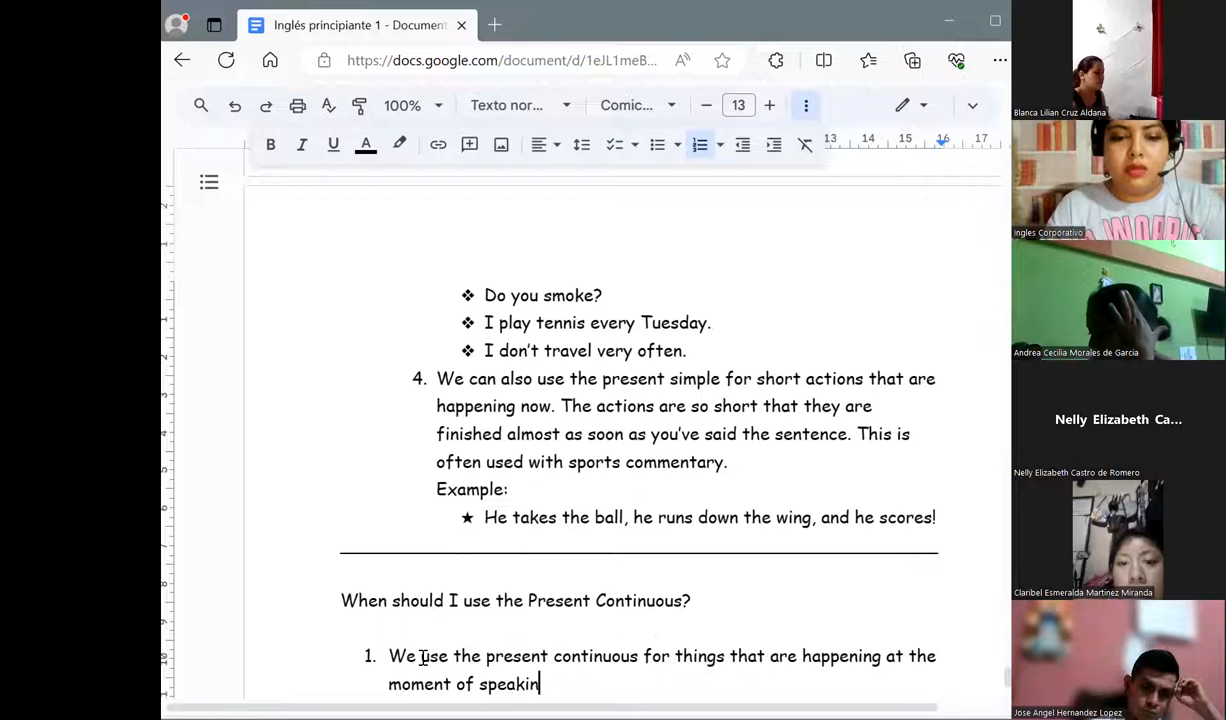 Inglés principiante 1 - Document
https://docs.google.com/document/d/1eJL1meB...
100% Texto nor... Comic... 13
13 14 15 16 17
❖ Do you smoke?
❖ I play tennis every Tuesday.
❖ I don't travel very often.
4. We can also use the present simple for short actions that are
happening now. The actions are so short that they are
finished almost as soon as you've said the sentence. This is
often used with sports commentary.
Example:
★ He takes the ball, he runs down the wing, and he scores!
When should I use the Present Continuous?
1. We use the present continuous for things that are happening at the
moment of speakin
Blanca Lilian Cruz Aldana
Ingles Corporativo
Andrea Cecilia Morales de Garcia
Nelly Elizabeth Ca...
Nelly Elizabeth Castro de Romero
Claribel Esmeralda Martinez Miranda
Jose Angel Hernandez Lopez